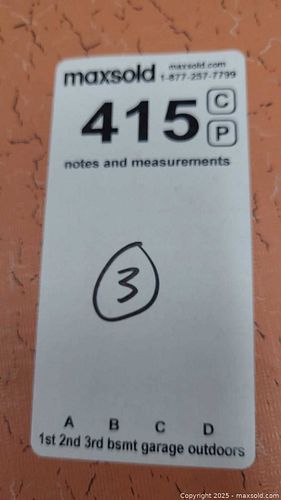 maxsold maxsold.com
1-877-257-7799
415 C
P
notes and measurements
3
A B C D
1st 2nd 3rd bsmt garage outdoors
Copyright 2025 - maxsold.com